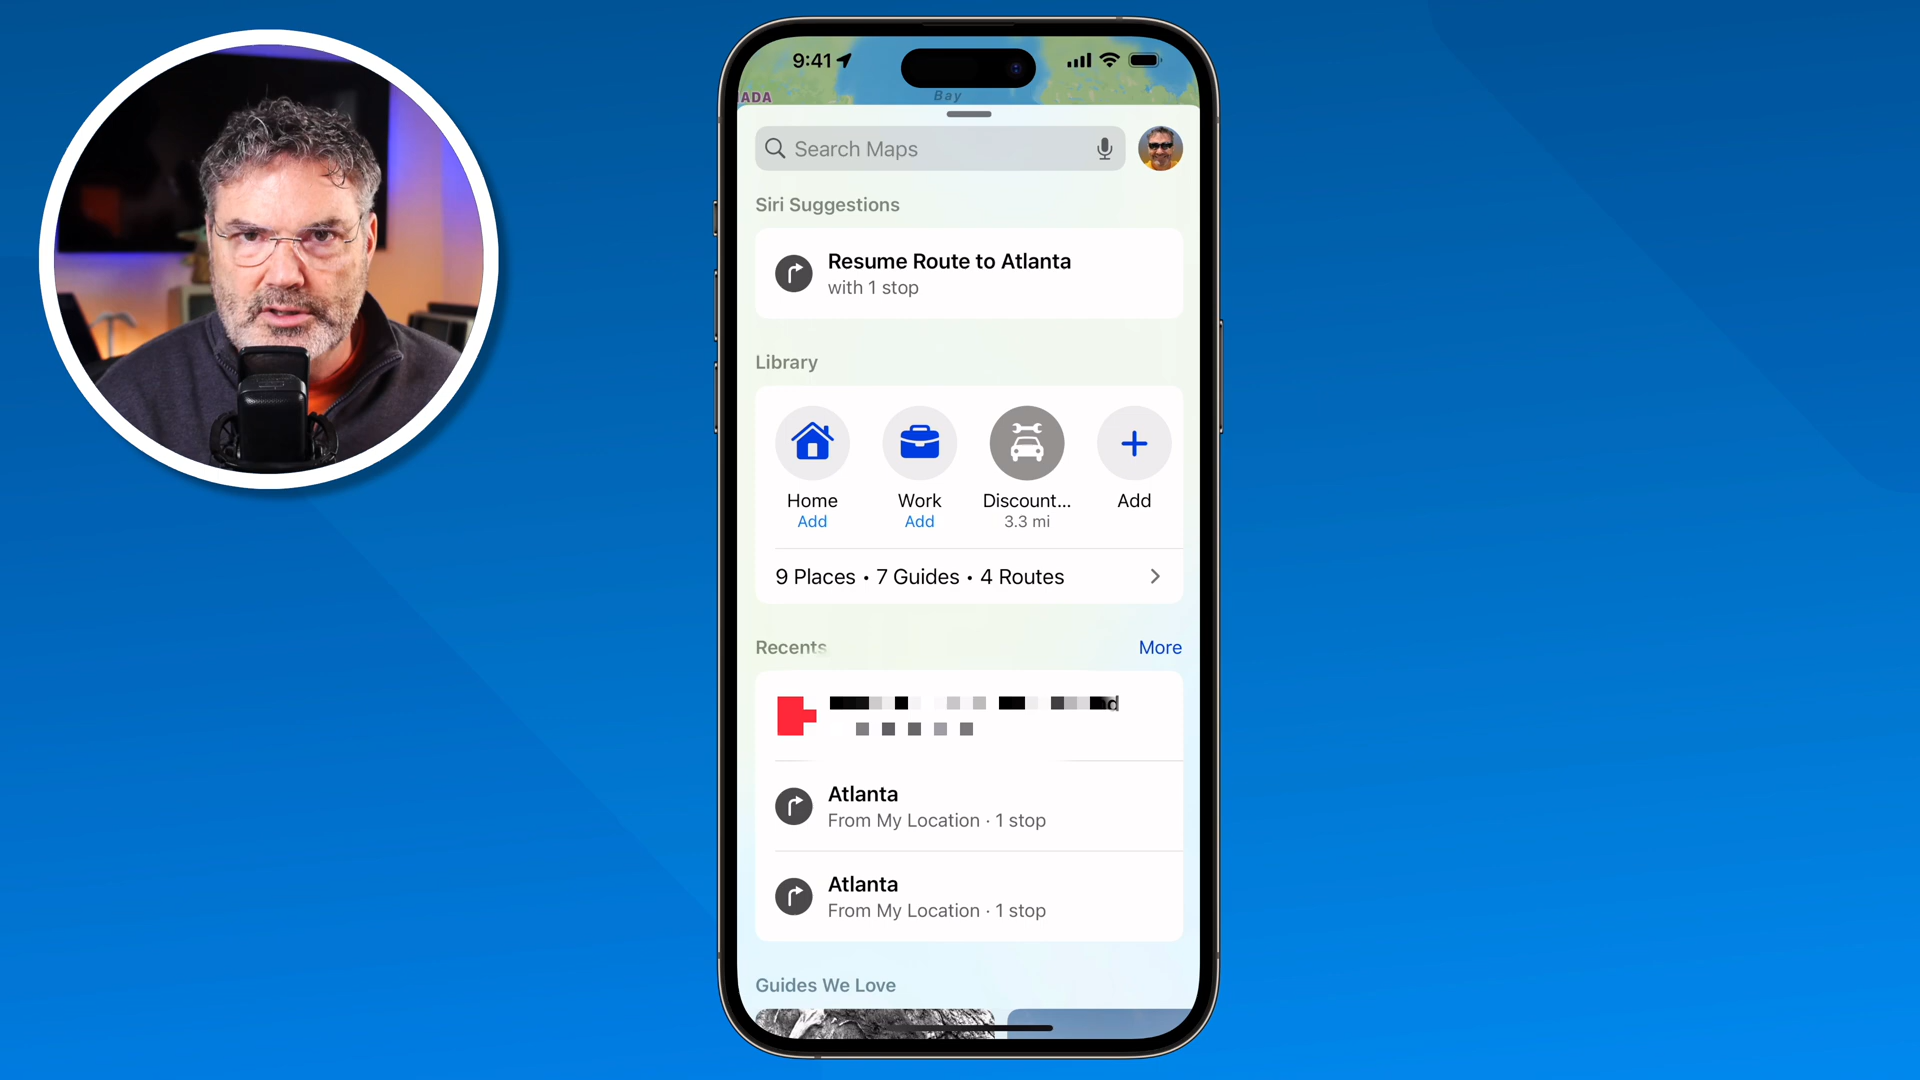 9:41
ADA
Bay
Search Maps
Siri Suggestions
Resume Route to Atlanta
with 1 stop
Library
Home
Add
Work
Add
Discount...
3.3 mi
Add
9 Places • 7 Guides • 4 Routes
Recents
More
Atlanta
From My Location · 1 stop
Atlanta
From My Location · 1 stop
Guides We Love